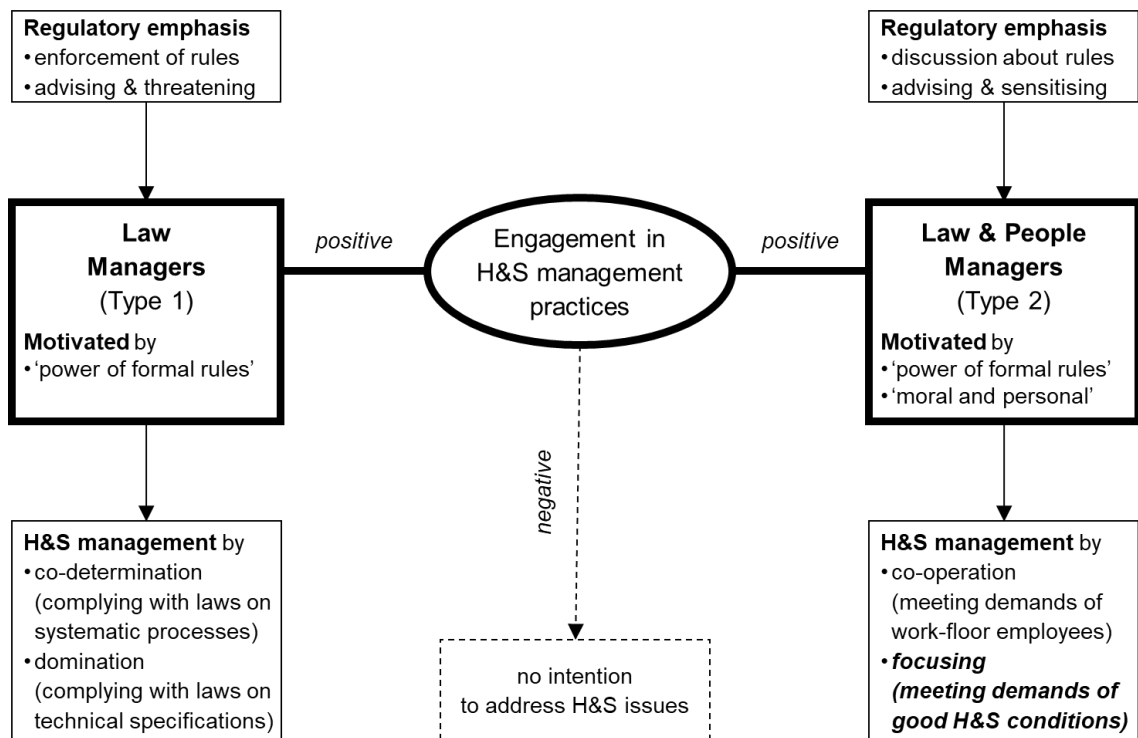 Regulatory emphasis
• enforcement of rules
• advising & threatening
Regulatory emphasis
• discussion about rules
• advising & sensitising
Law
Managers
(Type 1)
Motivated by
• ‘power of formal rules’
positive
Engagement in
H&S management
practices
positive
Law & People
Managers
(Type 2)
Motivated by
• ‘power of formal rules’
• ‘moral and personal’
negative
H&S management by
• co-determination
(complying with laws on
systematic processes)
• domination
(complying with laws on
technical specifications)
no intention
to address H&S issues
H&S management by
• co-operation
(meeting demands of
work-floor employees)
• focusing
(meeting demands of
good H&S conditions)